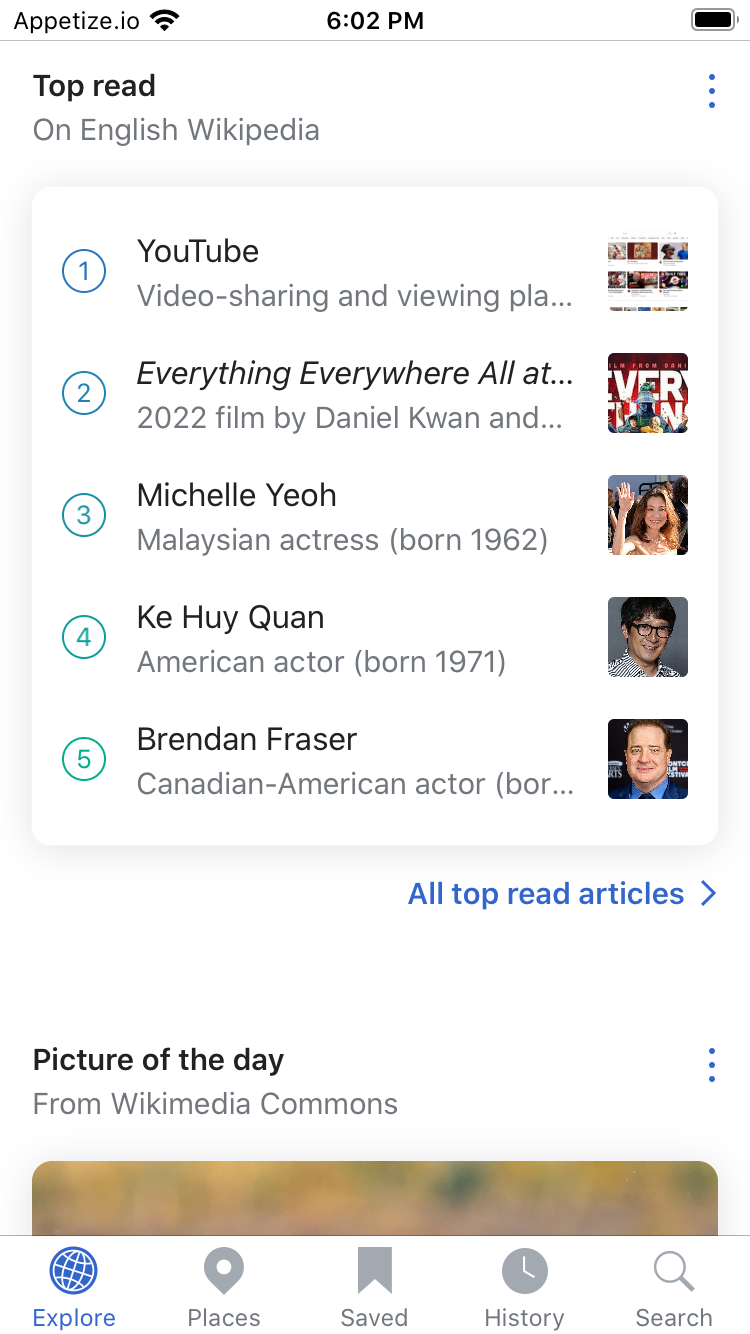 Appetize.io
6:02 PM
Top read
On English Wikipedia
1
YouTube
Video-sharing and viewing pla...
2
Everything Everywhere All at...
2022 film by Daniel Kwan and...
3
Michelle Yeoh
Malaysian actress (born 1962)
4
Ke Huy Quan
American actor (born 1971)
5
Brendan Fraser
Canadian-American actor (bor...
All top read articles
Picture of the day
From Wikimedia Commons
Explore
Places
Saved
History
Search